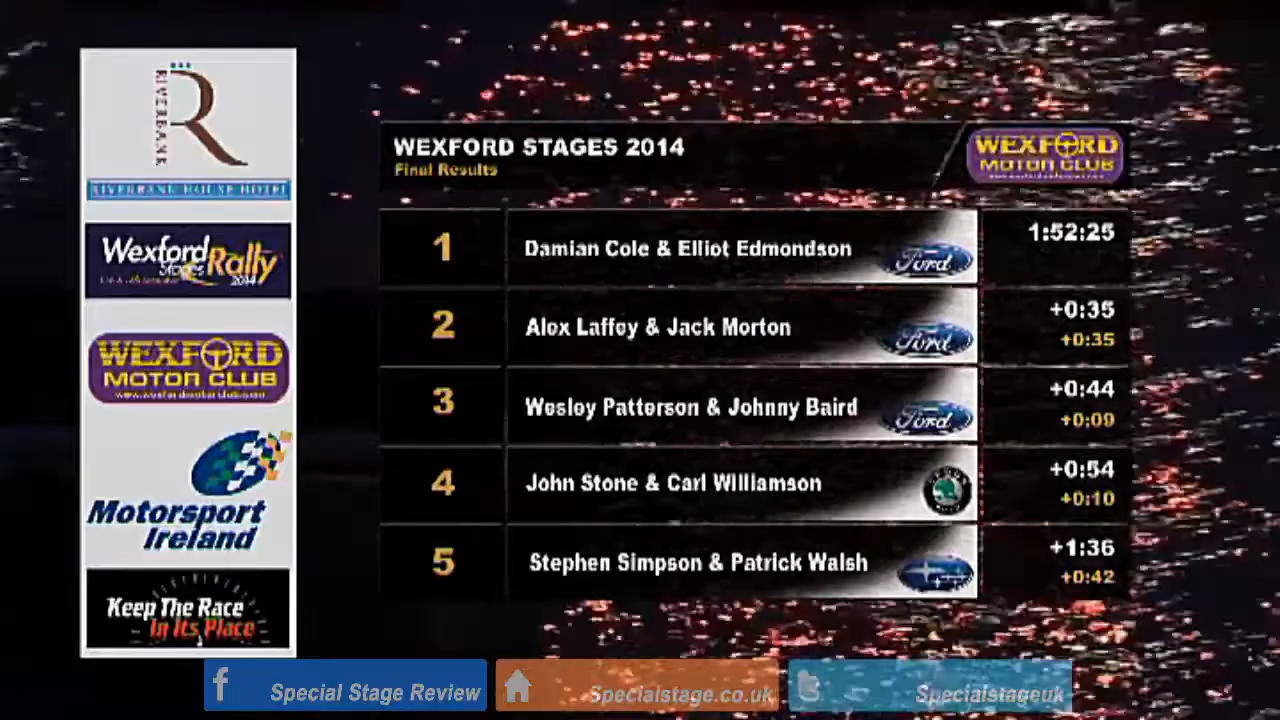 RIVERBANK
RIVERBANK HOUSE HOTEL
Wexford
Stages Rally
2014
WEXFORD
MOTOR CLUB
Motorsport
Ireland
Keep The Race
In Its Place
WEXFORD STAGES 2014
Final Results
WEXFORD
MOTOR CLUB
1 Damian Cole & Elliot Edmondson Ford 1:52:25
2 Alex Laffey & Jack Morton Ford +0:35
+0:35
3 Wesley Patterson & Johnny Baird Ford +0:44
+0:09
4 John Stone & Carl Williamson +0:54
+0:10
5 Stephen Simpson & Patrick Walsh +1:36
+0:42
f Special Stage Review
Specialstage.co.uk
Specialstageuk